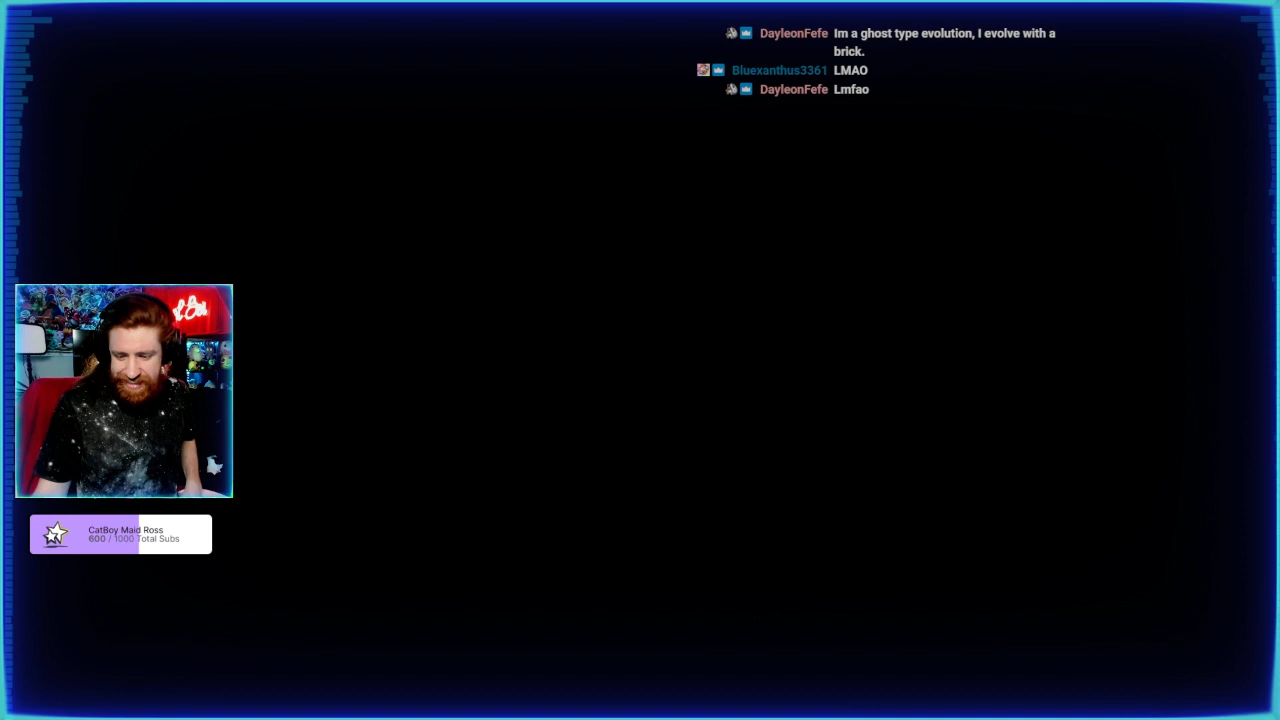 DayleonFefe Im a ghost type evolution, I evolve with a
brick.
Bluexanthus3361 LMAO
DayleonFefe Lmfao
CatBoy Maid Ross
600 / 1000 Total Subs